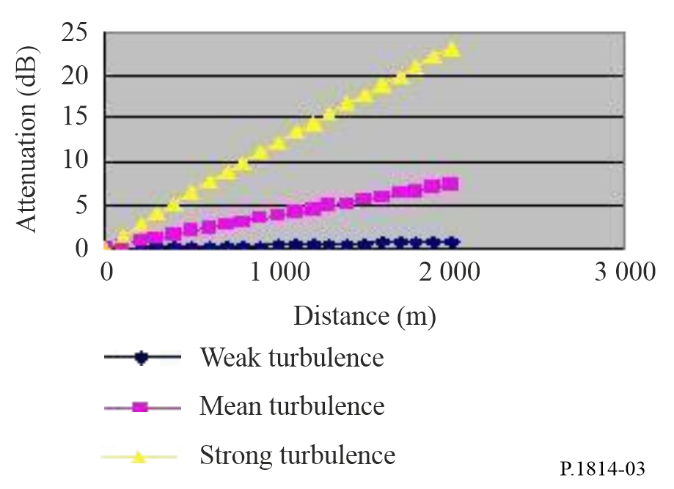 25
20
15
10
5
0
Attenuation (dB)
0 1 000 2 000 3 000
Distance (m)
Weak turbulence
Mean turbulence
Strong turbulence
P.1814-03